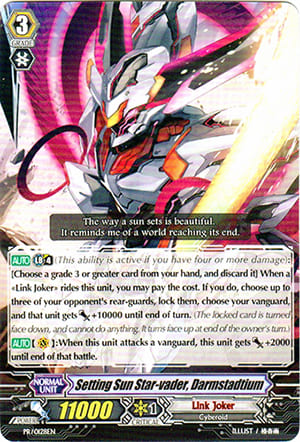 3
GRADE
The way a sun sets is beautiful.
It reminds me of a world reaching its end.
AUTO LB4 (This ability is active if you have four or more damage):
[Choose a grade 3 or greater card from your hand, and discard it] When a
«Link Joker» rides this unit, you may pay the cost. If you do, choose up to
three of your opponent's rear-guards, lock them, choose your vanguard,
and that unit gets +10000 until end of turn. (The locked card is turned
face down, and cannot do anything. It turns face up at end of the owner's turn.)
AUTO (V):When this unit attacks a vanguard, this unit gets +2000
until end of that battle.
NORMAL
UNIT
Setting Sun Star-vader, Darmstadtium
POWER
11000
1
CRITICAL
Link Joker
Cyberoid
PR/0128EN
ILLUST /